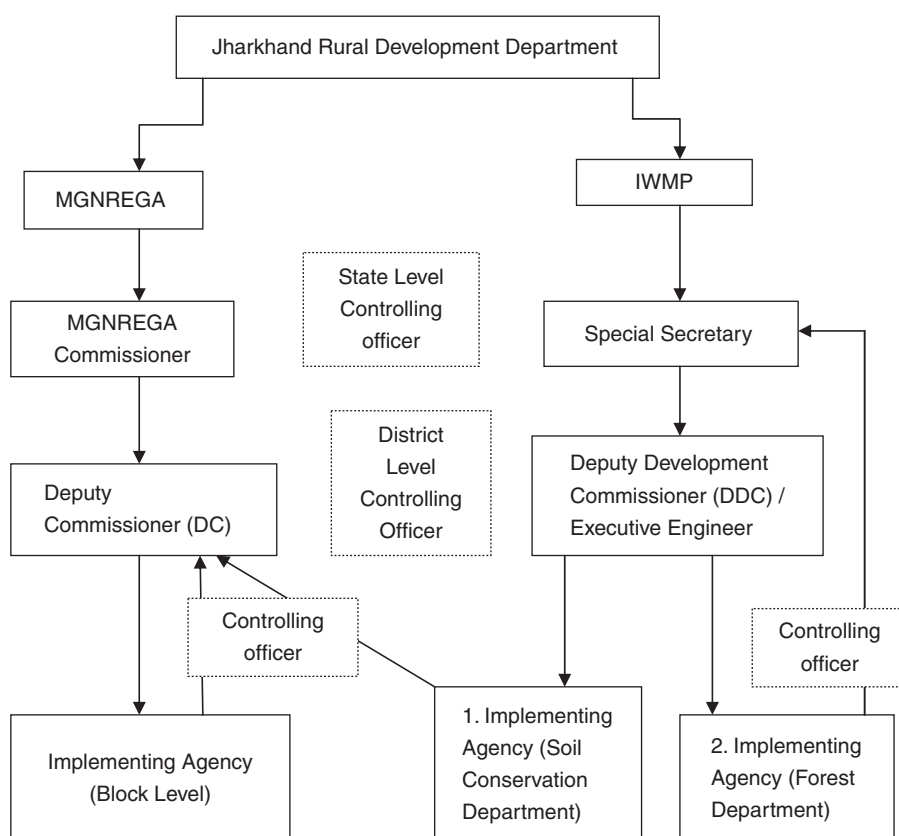 Jharkhand Rural Development Department
MGNREGA
IWMP
State Level
Controlling
officer
MGNREGA
Commissioner
Special Secretary
District
Level
Controlling
Officer
Deputy
Commissioner (DC)
Deputy Development
Commissioner (DDC) /
Executive Engineer
Controlling
officer
Controlling
officer
Implementing Agency
(Block Level)
1. Implementing
Agency (Soil
Conservation
Department)
2. Implementing
Agency (Forest
Department)